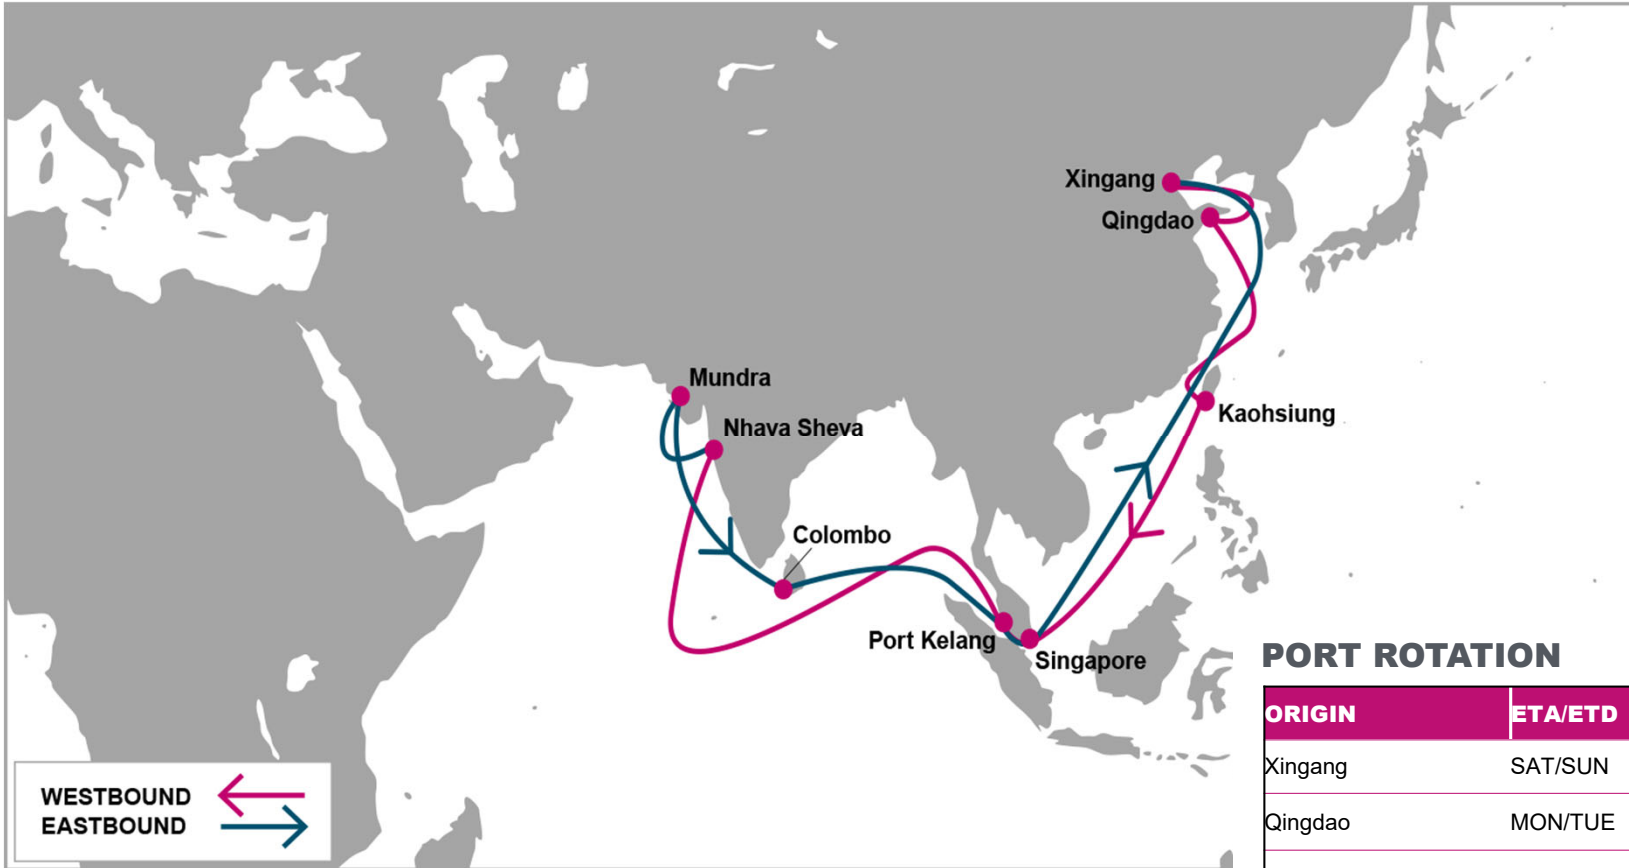 Xingang
Qingdao
Mundra
Nhava Sheva
Kaohsiung
Colombo
Port Kelang
Singapore
WESTBOUND
EASTBOUND
PORT ROTATION
ORIGIN ETA/ETD
Xingang SAT/SUN
Qingdao MON/TUE